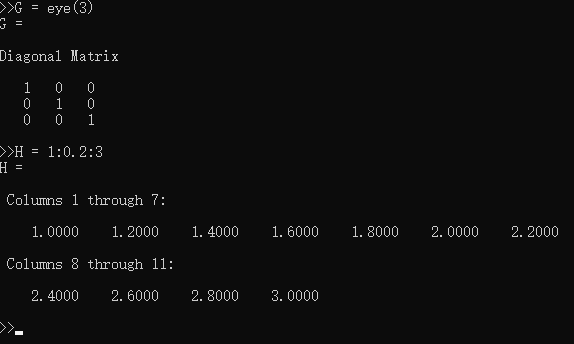 >>G = eye(3)
G =
Diagonal Matrix
1 0 0
0 1 0
0 0 1
>>H = 1:0.2:3
H =
Columns 1 through 7:
1.0000 1.2000 1.4000 1.6000 1.8000 2.0000 2.2000
Columns 8 through 11:
2.4000 2.6000 2.8000 3.0000
>>